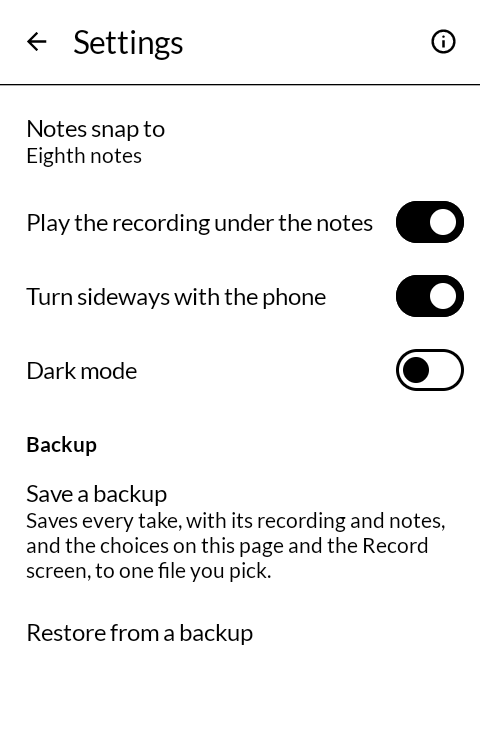 Settings
Notes snap to
Eighth notes
Play the recording under the notes
Turn sideways with the phone
Dark mode
Backup
Save a backup
Saves every take, with its recording and notes,
and the choices on this page and the Record
screen, to one file you pick.
Restore from a backup